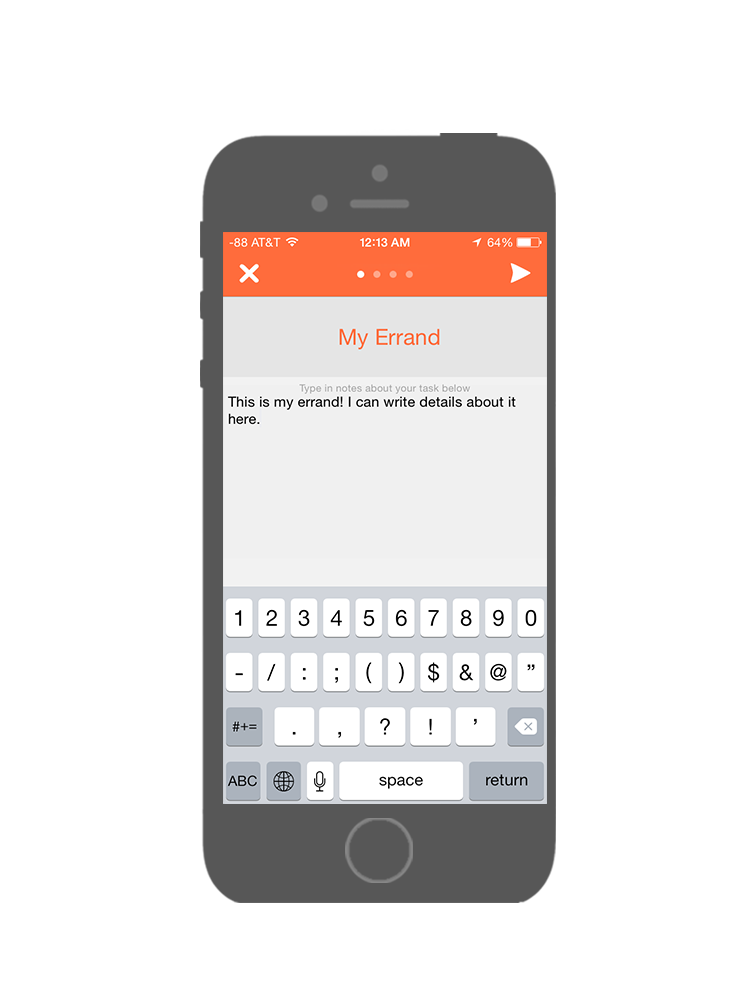 -88 AT&T 12:13 AM 64%
My Errand
Type in notes about your task below
This is my errand! I can write details about it
here.
1 2 3 4 5 6 7 8 9 0
- / : ; ( ) $ & @ ”
#+= . , ? ! ’
ABC space return